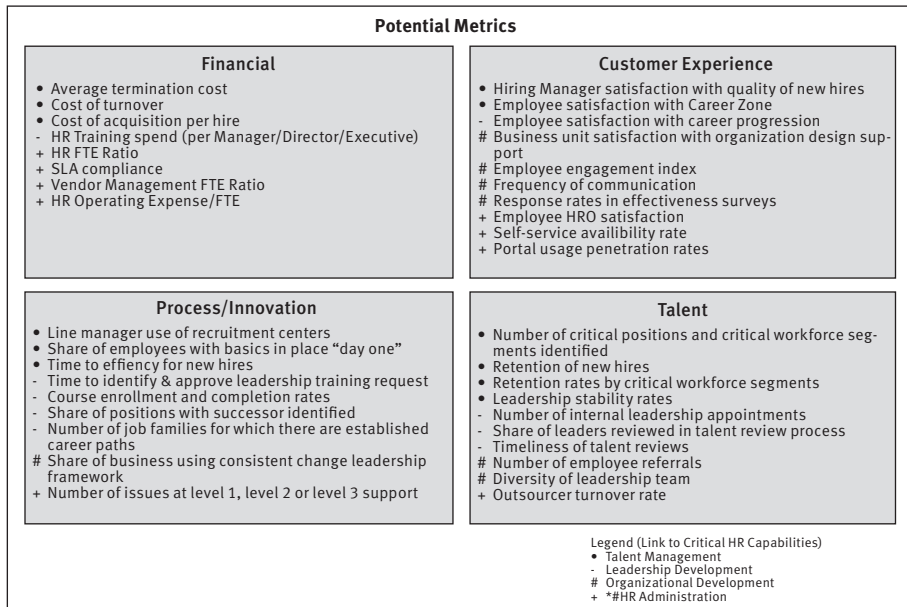 Potential Metrics
Financial
• Average termination cost
• Cost of turnover
• Cost of acquisition per hire
- HR Training spend (per Manager/Director/Executive)
+ HR FTE Ratio
+ SLA compliance
+ Vendor Management FTE Ratio
+ HR Operating Expense/FTE
Customer Experience
• Hiring Manager satisfaction with quality of new hires
• Employee satisfaction with Career Zone
- Employee satisfaction with career progression
# Business unit satisfaction with organization design sup-
port
# Employee engagement index
# Frequency of communication
# Response rates in effectiveness surveys
+ Employee HRO satisfaction
+ Self-service availibility rate
+ Portal usage penetration rates
Process/Innovation
• Line manager use of recruitment centers
• Share of employees with basics in place “day one”
• Time to effiency for new hires
- Time to identify & approve leadership training request
- Course enrollment and completion rates
- Share of positions with successor identified
- Number of job families for which there are established
career paths
# Share of business using consistent change leadership
framework
+ Number of issues at level 1, level 2 or level 3 support
Talent
• Number of critical positions and critical workforce seg-
ments identified
• Retention of new hires
• Retention rates by critical workforce segments
• Leadership stability rates
- Number of internal leadership appointments
- Share of leaders reviewed in talent review process
- Timeliness of talent reviews
# Number of employee referrals
# Diversity of leadership team
+ Outsourcer turnover rate
Legend (Link to Critical HR Capabilities)
• Talent Management
- Leadership Development
# Organizational Development
+ *#HR Administration